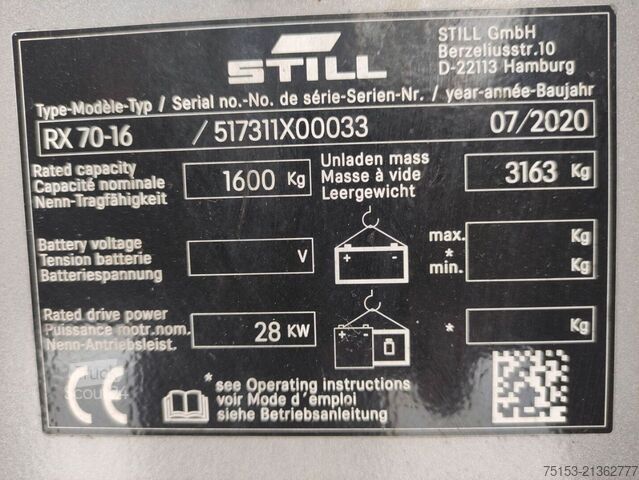 STILL
STILL GmbH
Berzeliusstr.10
D-22113 Hamburg
Type-Modèle-Typ / Serial no.-No. de série-Serien-Nr. / year-année-Baujahr
RX 70-16 / 517311X00033 07/2020
Rated capacity
Capacité nominale
Nenn-Tragfähigkeit
1600 Kg
Unladen mass
Masse à vide
Leergewicht
3163 Kg
Battery voltage
Tension batterie
Batteriespannung
V
max. Kg
*
min. Kg
Rated drive power
Puissance motr.nom.
Nenn-Antriebsleist.
28 KW
* Kg
CE
*see Operating instructions
voir Mode d'emploi
siehe Betriebsanleitung
75153-21362777